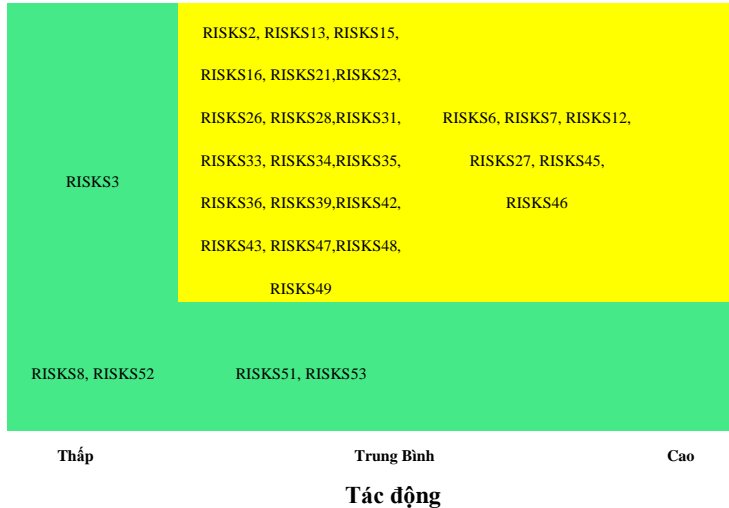 RISKS3
RISKS2, RISKS13, RISKS15,
RISKS16, RISKS21,RISKS23,
RISKS26, RISKS28,RISKS31,
RISKS33, RISKS34,RISKS35,
RISKS36, RISKS39,RISKS42,
RISKS43, RISKS47,RISKS48,
RISKS49
RISKS6, RISKS7, RISKS12,
RISKS27, RISKS45,
RISKS46
RISKS8, RISKS52
RISKS51, RISKS53
Thấp
Trung Bình
Cao
Tác động